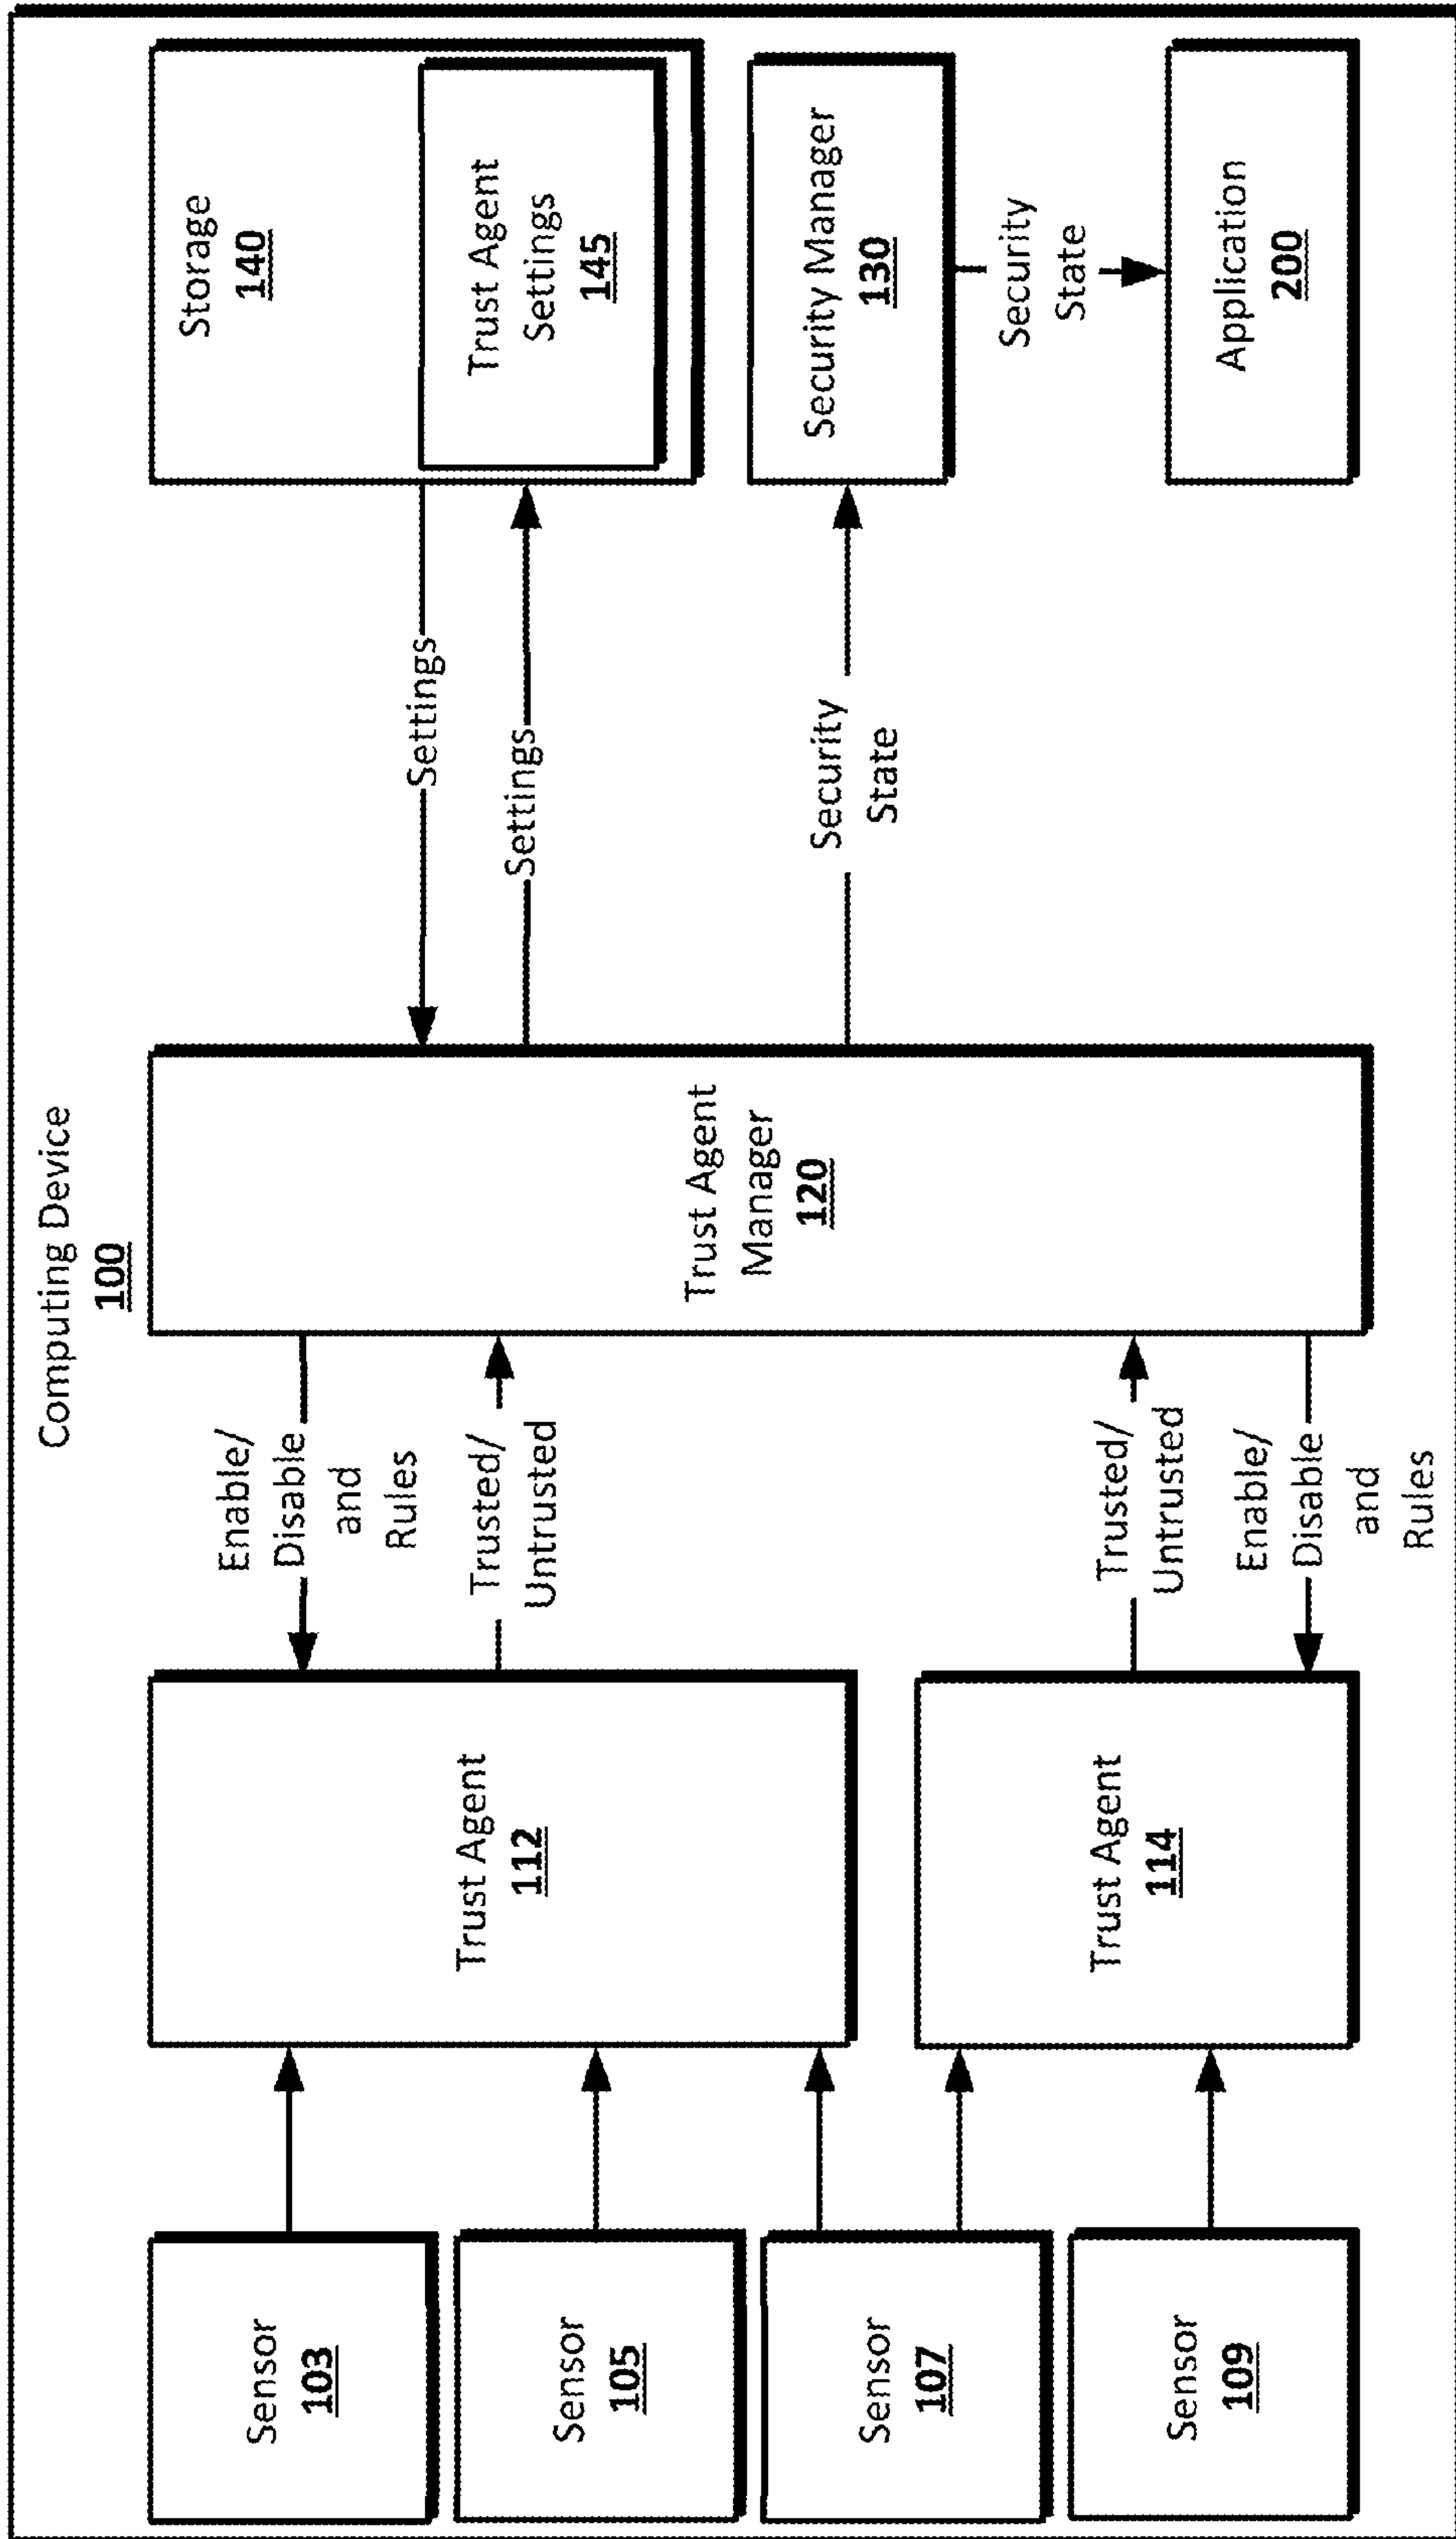 Computing Device
100
Sensor
103
Sensor
105
Sensor
107
Sensor
109
Trust Agent
112
Trust Agent
114
Enable/
Disable
and
Rules
Trusted/
Untrusted
Trusted/
Untrusted
Enable/
Disable
and
Rules
Trust Agent
Manager
120
Settings
Settings
Security
State
Storage
140
Trust Agent
Settings
145
Security Manager
130
Security
State
Application
200